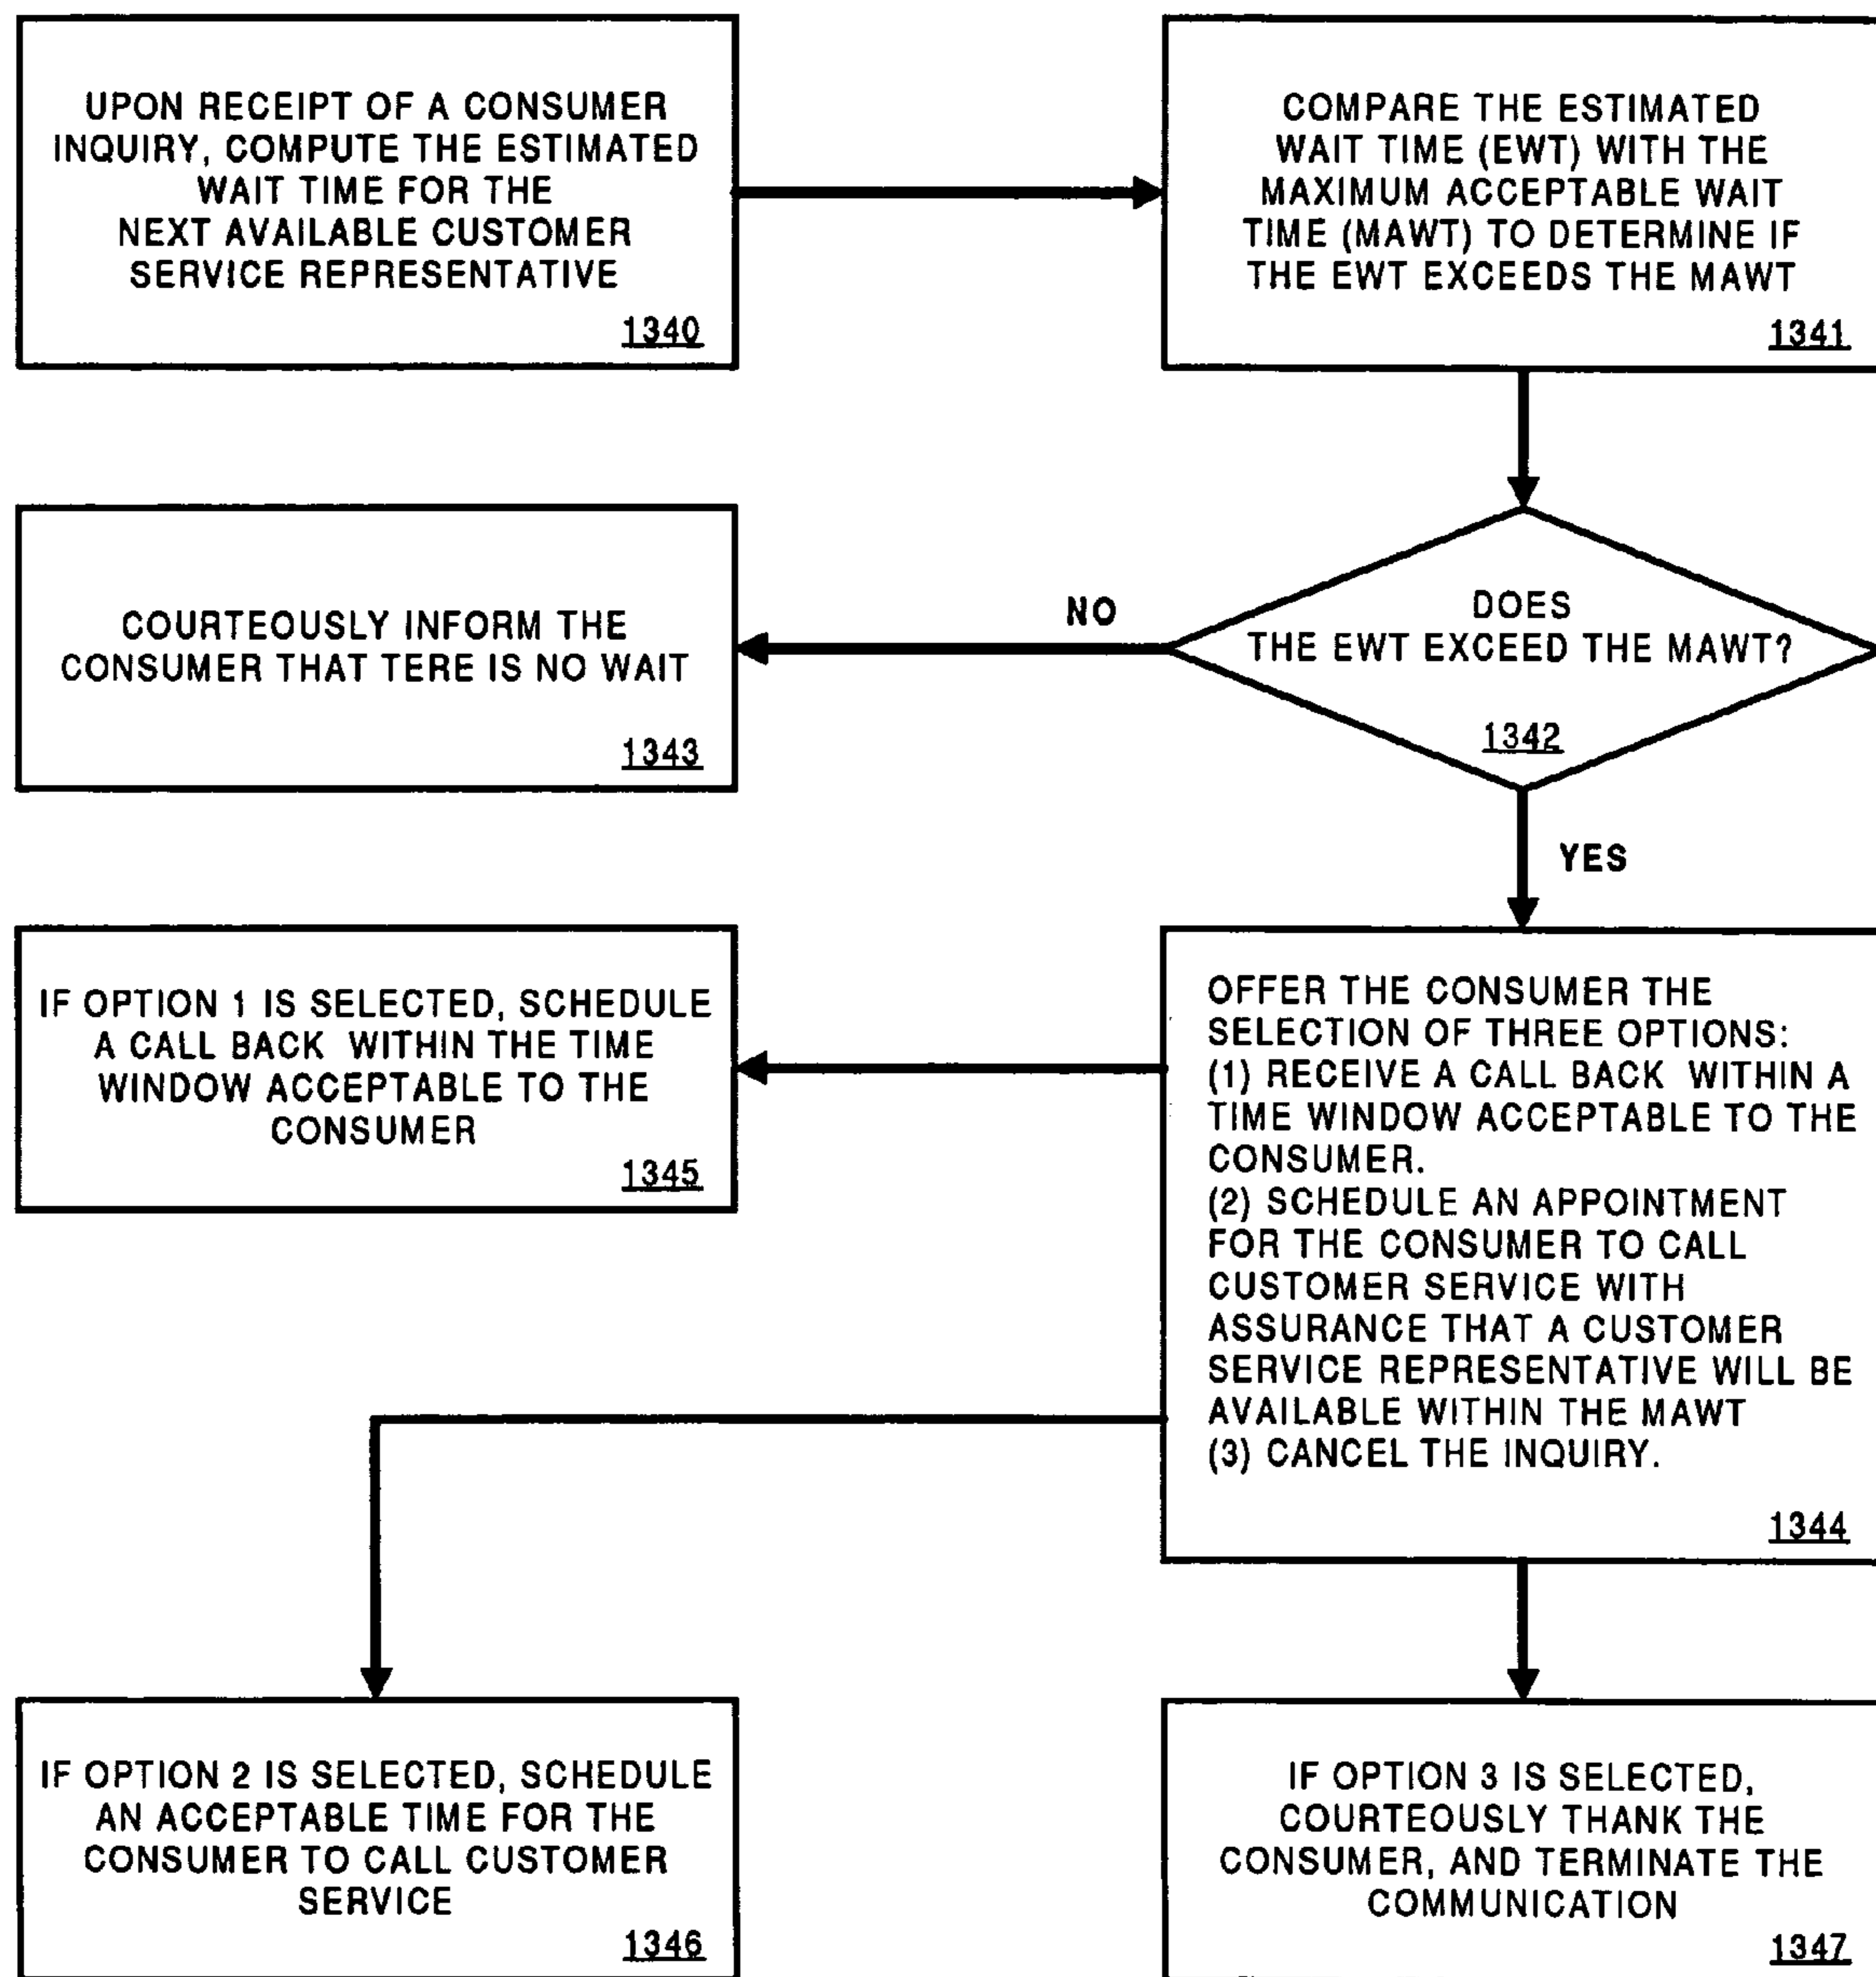 UPON RECEIPT OF A CONSUMER
INQUIRY, COMPUTE THE ESTIMATED
WAIT TIME FOR THE
NEXT AVAILABLE CUSTOMER
SERVICE REPRESENTATIVE
1340
COMPARE THE ESTIMATED
WAIT TIME (EWT) WITH THE
MAXIMUM ACCEPTABLE WAIT
TIME (MAWT) TO DETERMINE IF
THE EWT EXCEEDS THE MAWT
1341
DOES
THE EWT EXCEED THE MAWT?
1342
NO
COURTEOUSLY INFORM THE
CONSUMER THAT TERE IS NO WAIT
1343
YES
OFFER THE CONSUMER THE
SELECTION OF THREE OPTIONS:
(1) RECEIVE A CALL BACK WITHIN A
TIME WINDOW ACCEPTABLE TO THE
CONSUMER.
(2) SCHEDULE AN APPOINTMENT
FOR THE CONSUMER TO CALL
CUSTOMER SERVICE WITH
ASSURANCE THAT A CUSTOMER
SERVICE REPRESENTATIVE WILL BE
AVAILABLE WITHIN THE MAWT
(3) CANCEL THE INQUIRY.
1344
IF OPTION 1 IS SELECTED, SCHEDULE
A CALL BACK WITHIN THE TIME
WINDOW ACCEPTABLE TO THE
CONSUMER
1345
IF OPTION 2 IS SELECTED, SCHEDULE
AN ACCEPTABLE TIME FOR THE
CONSUMER TO CALL CUSTOMER
SERVICE
1346
IF OPTION 3 IS SELECTED,
COURTEOUSLY THANK THE
CONSUMER, AND TERMINATE THE
COMMUNICATION
1347